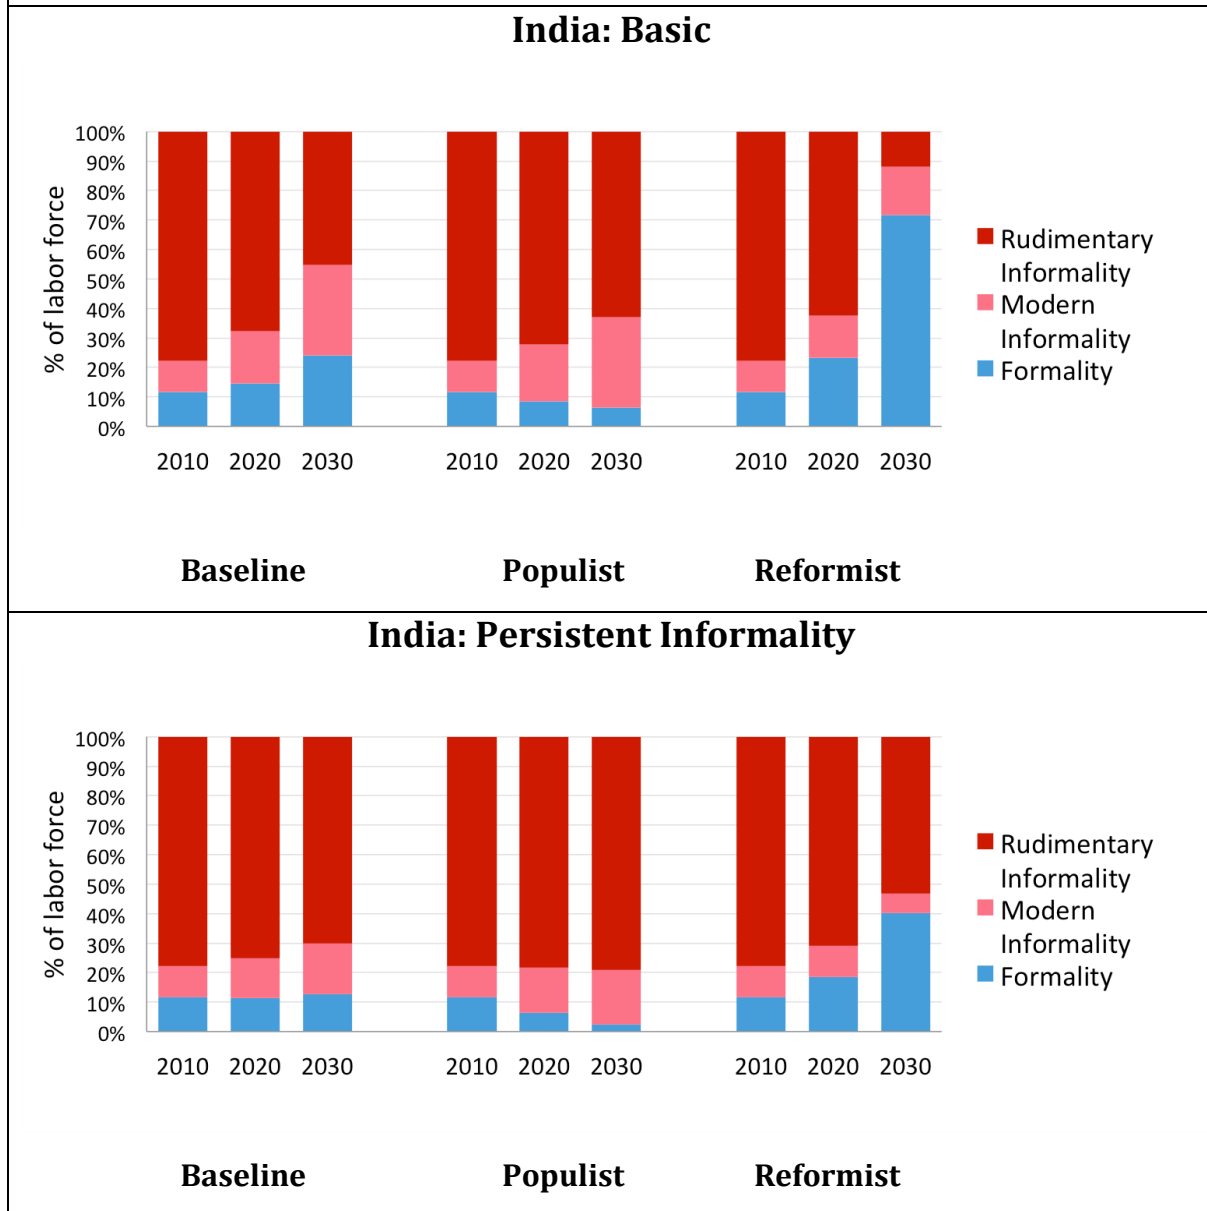 India: Basic
100%
90%
80%
70%
60%
50%
40%
30%
20%
10%
0%
% of labor force
2010 2020 2030 2010 2020 2030 2010 2020 2030
Rudimentary
Informality
Modern
Informality
Formality
Baseline Populist Reformist
India: Persistent Informality
100%
90%
80%
70%
60%
50%
40%
30%
20%
10%
0%
% of labor force
2010 2020 2030 2010 2020 2030 2010 2020 2030
Rudimentary
Informality
Modern
Informality
Formality
Baseline Populist Reformist